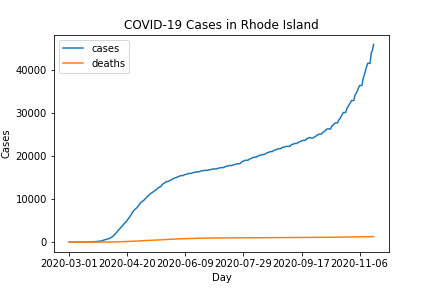 COVID-19 Cases in Rhode Island
cases
deaths
40000
30000
20000
10000
0
Cases
2020-03-01 2020-04-20 2020-06-09 2020-07-29 2020-09-17 2020-11-06
Day